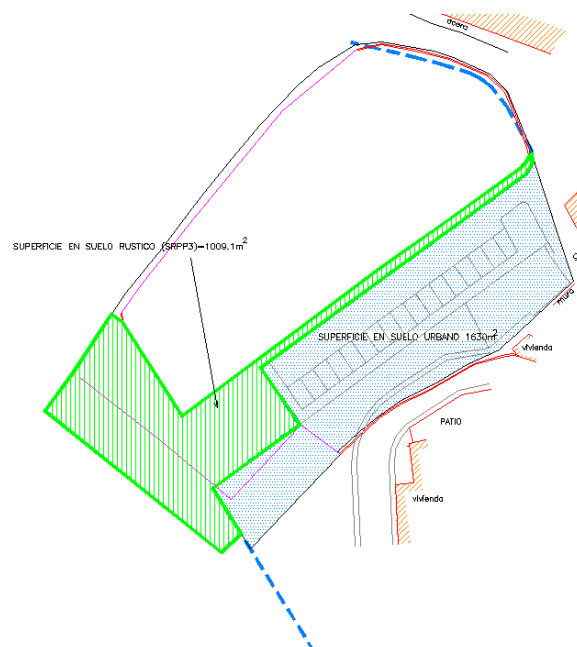 acera
SUPERFICIE EN SUELO RUSTICO (SRPP3)-1009.1m2
muro
SUPERFICIE EN SUELO URBANO 1630m2
vivienda
PATIO
vivienda